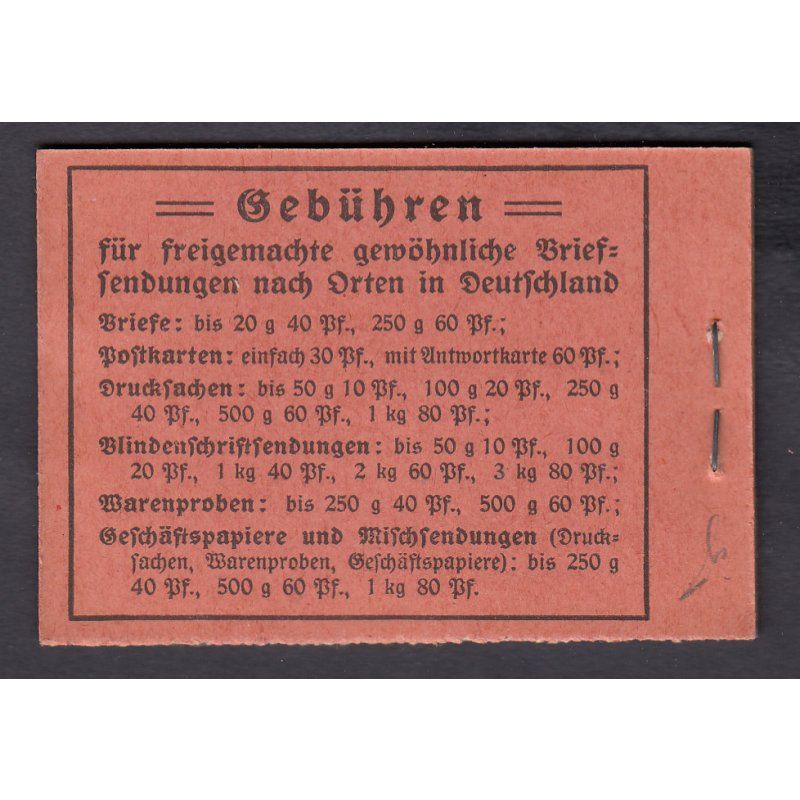 Gebühren
für freigemachte gewöhnliche Brief-
sendungen nach Orten in Deutschland
Briefe: bis 20 g 40 Pf., 250 g 60 Pf.;
Postkarten: einfach 30 Pf., mit Antwortkarte 60 Pf.;
Drucksachen: bis 50 g 10 Pf., 100 g 20 Pf., 250 g
40 Pf., 500 g 60 Pf., 1 kg 80 Pf.;
Blindenschriftsendungen: bis 50 g 10 Pf., 100 g
20 Pf., 1 kg 40 Pf., 2 kg 60 Pf., 3 kg 80 Pf.;
Warenproben: bis 250 g 40 Pf., 500 g 60 Pf.;
Geschäftspapiere und Mischsendungen (Druck-
sachen, Warenproben, Geschäftspapiere): bis 250 g
40 Pf., 500 g 60 Pf., 1 kg 80 Pf.